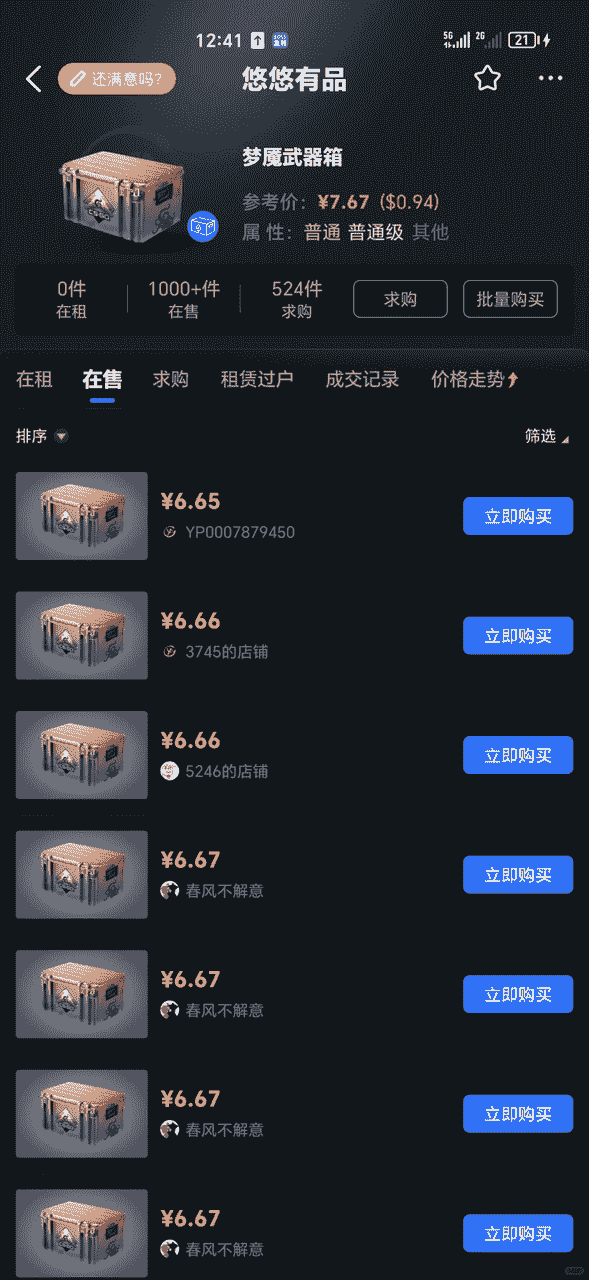 12:41
5G 2G 21
还满意吗?
悠悠有品
梦魇武器箱
参考价: ¥7.67 ($0.94)
属 性: 普通 普通级 其他
0件 1000+件 524件
在租 在售 求购
求购 批量购买
在租 在售 求购 租赁过户 成交记录 价格走势
排序 筛选
¥6.65
YP0007879450
立即购买
¥6.66
3745的店铺
立即购买
¥6.66
5246的店铺
立即购买
¥6.67
春风不解意
立即购买
¥6.67
春风不解意
立即购买
¥6.67
春风不解意
立即购买
¥6.67
春风不解意
立即购买